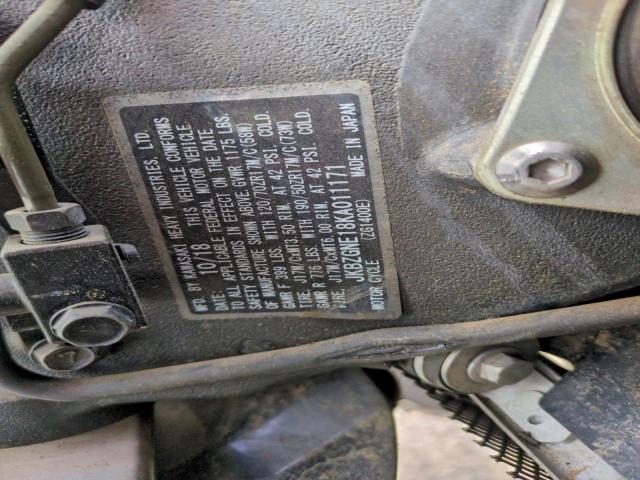 MFD. BY KAWASAKI HEAVY INDUSTRIES, LTD.
DATE: 10/18 THIS VEHICLE CONFORMS
TO ALL APPLICABLE FEDERAL MOTOR VEHICLE
SAFETY STANDARDS IN EFFECT ON THE DATE
OF MANUFACTURE SHOWN ABOVE. GVWR 1175 LBS.
GAWR F 399 LBS. WITH 120/70ZR17M/C(58W)
TIRE, J17M/CxMT3.50 RIM, AT 42 PSI. COLD.
GAWR R 776 LBS. WITH 190/50ZR17M/C(73W)
TIRE, J17M/CxMT6.00 RIM, AT 42 PSI. COLD.
JKBZGNE18KA011171
MOTOR CYCLE (ZG1400E) MADE IN JAPAN